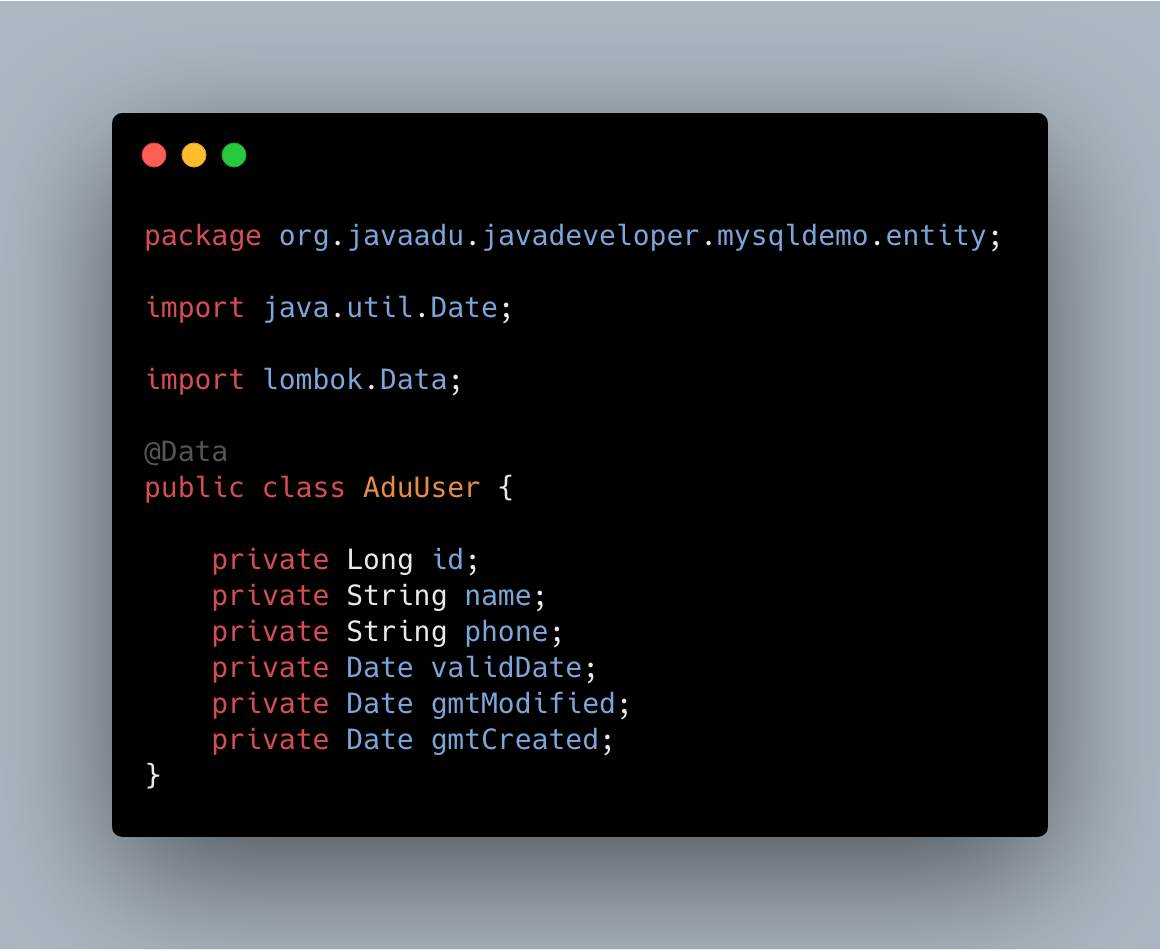 package org.javaadu.javadeveloper.mysqldemo.entity;
import java.util.Date;
import lombok.Data;
@Data
public class AduUser {
    private Long id;
    private String name;
    private String phone;
    private Date validDate;
    private Date gmtModified;
    private Date gmtCreated;
}